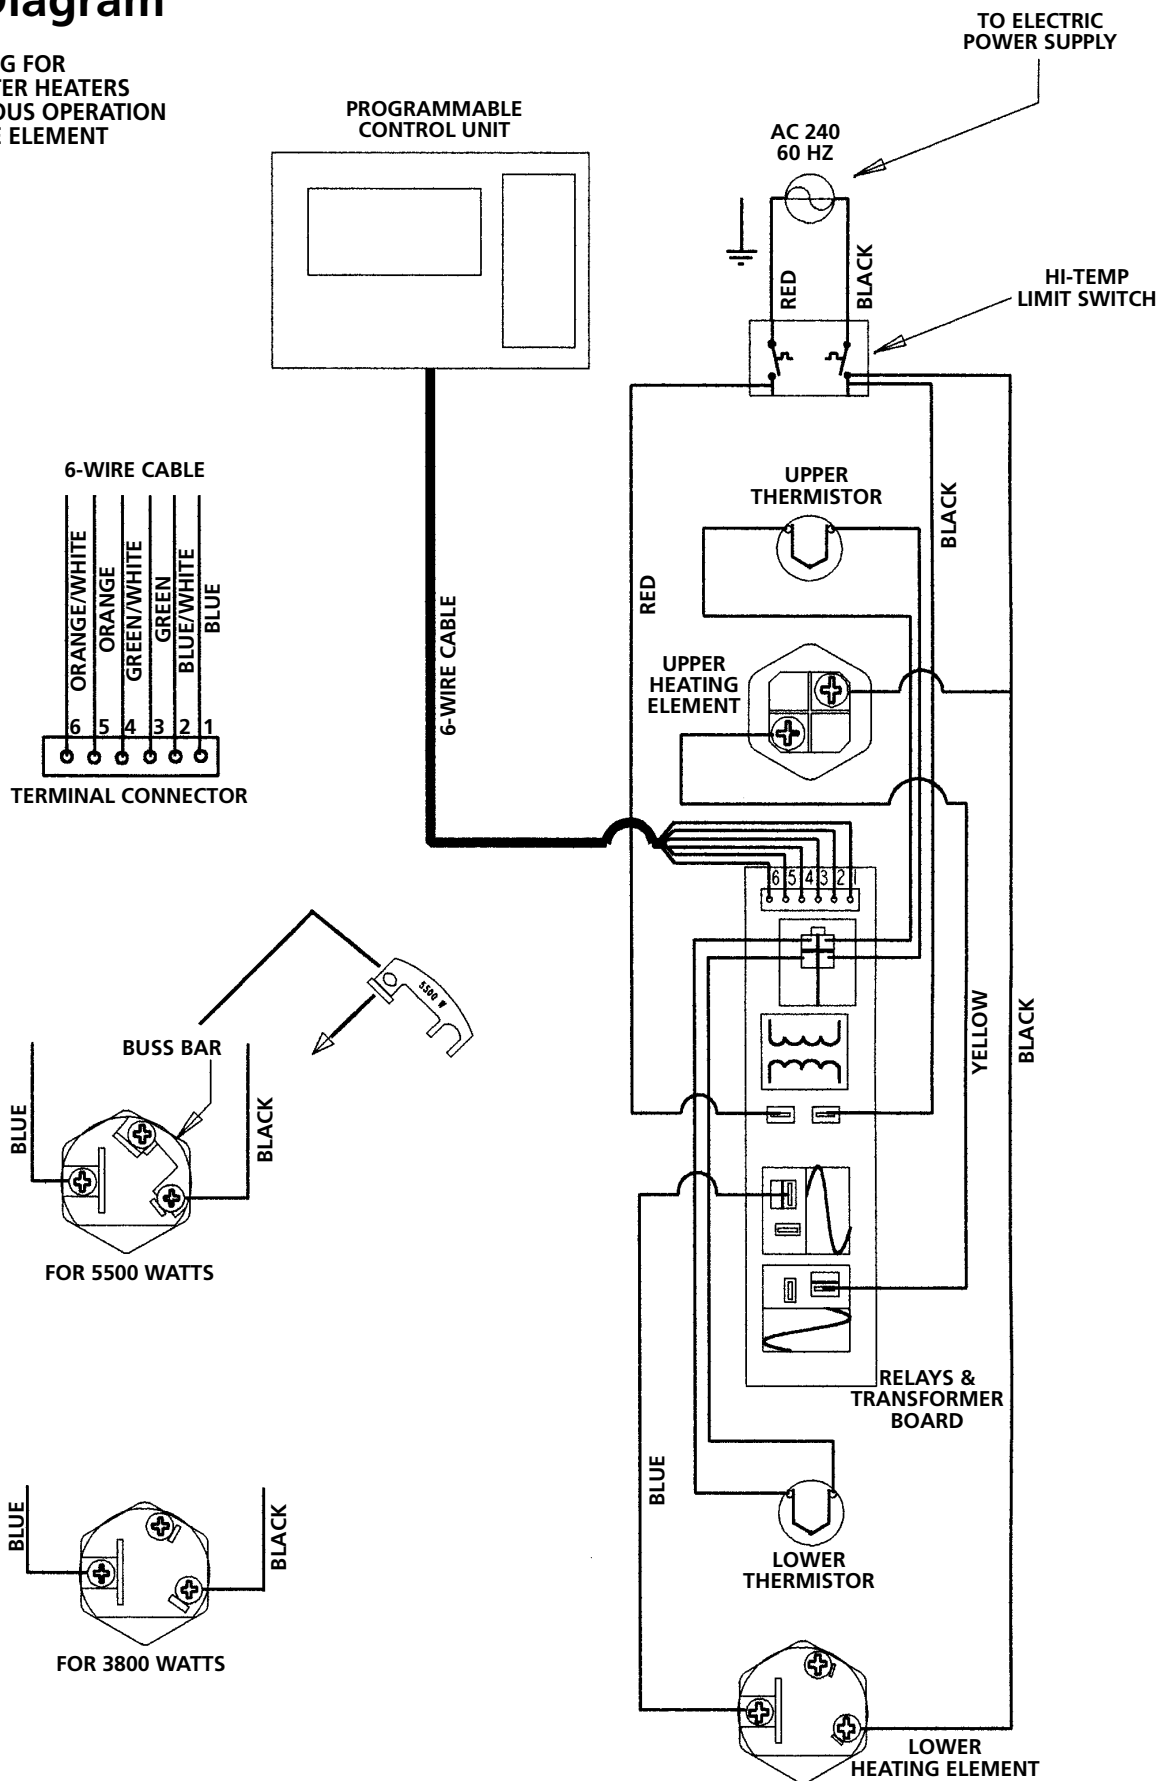 Diagram
G FOR
TER HEATERS
OUS OPERATION
E ELEMENT
TO ELECTRIC
POWER SUPPLY
PROGRAMMABLE
CONTROL UNIT
AC 240
60 HZ
RED
BLACK
HI-TEMP
LIMIT SWITCH
6-WIRE CABLE
ORANGE/WHITE
ORANGE
GREEN/WHITE
GREEN
BLUE/WHITE
BLUE
6 5 4 3 2 1
TERMINAL CONNECTOR
6-WIRE CABLE
RED
UPPER
THERMISTOR
BLACK
UPPER
HEATING
ELEMENT
6 5 4 3 2 1
YELLOW
BLACK
5500 W
BUSS BAR
BLUE
BLACK
FOR 5500 WATTS
RELAYS &
TRANSFORMER
BOARD
BLUE
BLUE
BLACK
FOR 3800 WATTS
LOWER
THERMISTOR
LOWER
HEATING ELEMENT